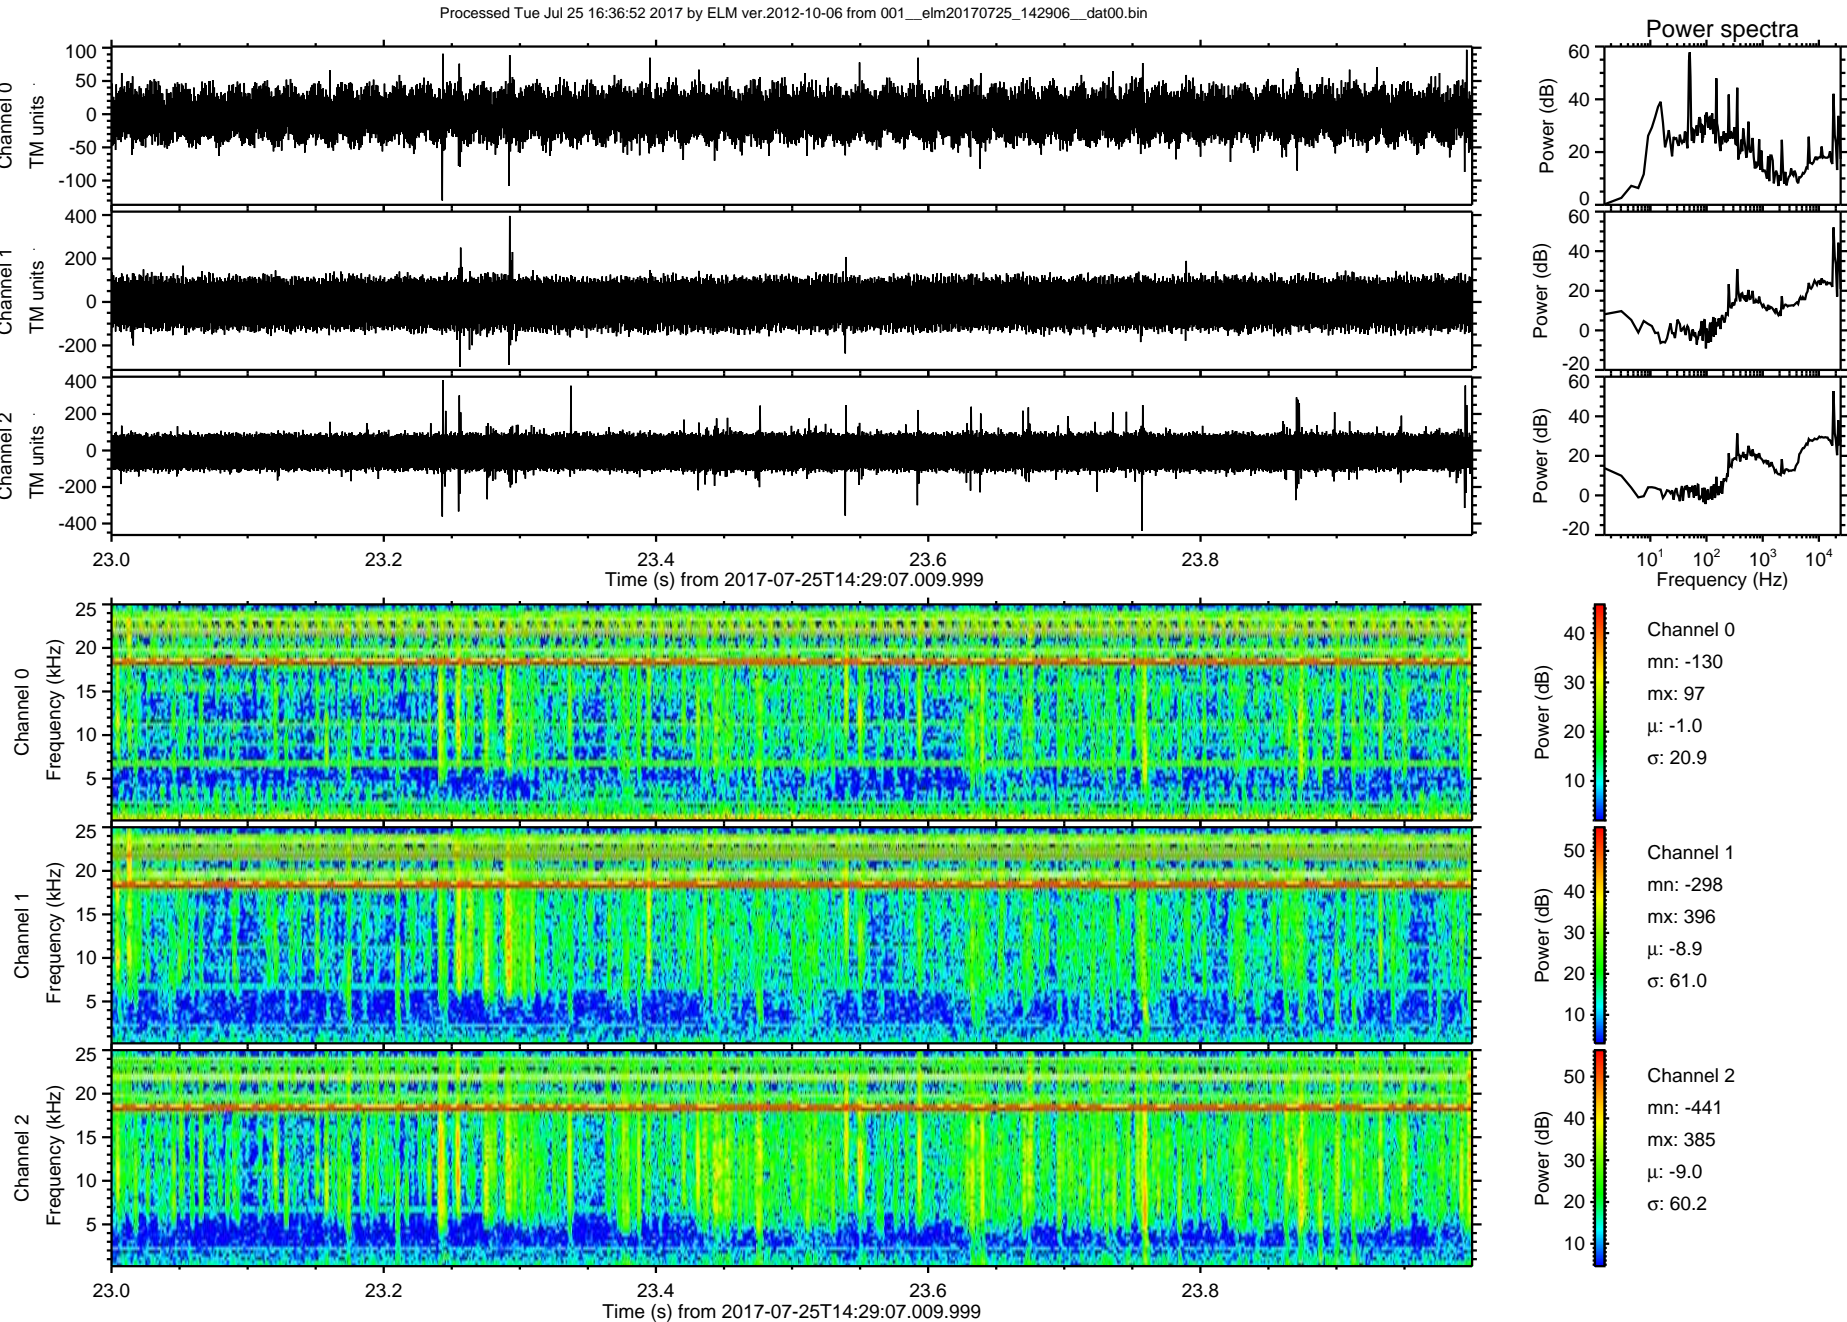 Processed Tue Jul 25 16:36:52 2017 by ELM ver.2012-10-06 from 001__elm20170725_142906__dat00.bin
Power spectra
Channel 0
TM units
100
50
0
-50
-100
Power (dB)
60
40
20
0
Channel 1
TM units
400
200
0
-200
Power (dB)
60
40
20
0
-20
Channel 2
TM units
400
200
0
-200
-400
Power (dB)
60
40
20
0
-20
23.0 23.2 23.4 23.6 23.8
Time (s) from 2017-07-25T14:29:07.009.999
10¹ 10² 10³ 10⁴
Frequency (Hz)
Channel 0
Frequency (kHz)
25
20
15
10
5
Power (dB)
40
30
20
10
Channel 0
mn: -130
mx: 97
μ: -1.0
σ: 20.9
Channel 1
Frequency (kHz)
25
20
15
10
5
Power (dB)
50
40
30
20
10
Channel 1
mn: -298
mx: 396
μ: -8.9
σ: 61.0
Channel 2
Frequency (kHz)
25
20
15
10
5
Power (dB)
50
40
30
20
10
Channel 2
mn: -441
mx: 385
μ: -9.0
σ: 60.2
23.0 23.2 23.4 23.6 23.8
Time (s) from 2017-07-25T14:29:07.009.999